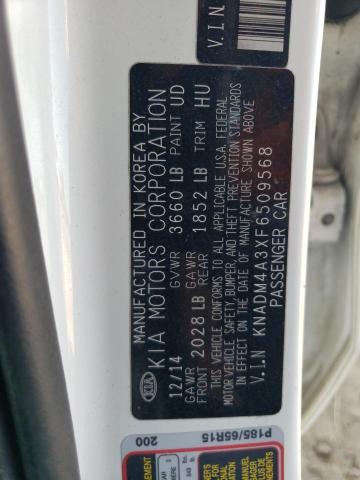 V.I.N
MANUFACTURED IN KOREA BY
KIA MOTORS CORPORATION
12/14 GVWR 3660 LB PAINT UD
GAWR FRONT 2028 LB GAWR REAR 1852 LB TRIM HU
THIS VEHICLE CONFORMS TO ALL APPLICABLE U.S.A. FEDERAL
MOTOR VEHICLE SAFETY, BUMPER, AND THEFT PREVENTION STANDARDS
IN EFFECT ON THE DATE OF MANUFACTURE SHOWN ABOVE
V.I.N KNADM4A3XF6509568
PASSENGER CAR
KIA
200 P185/65R15